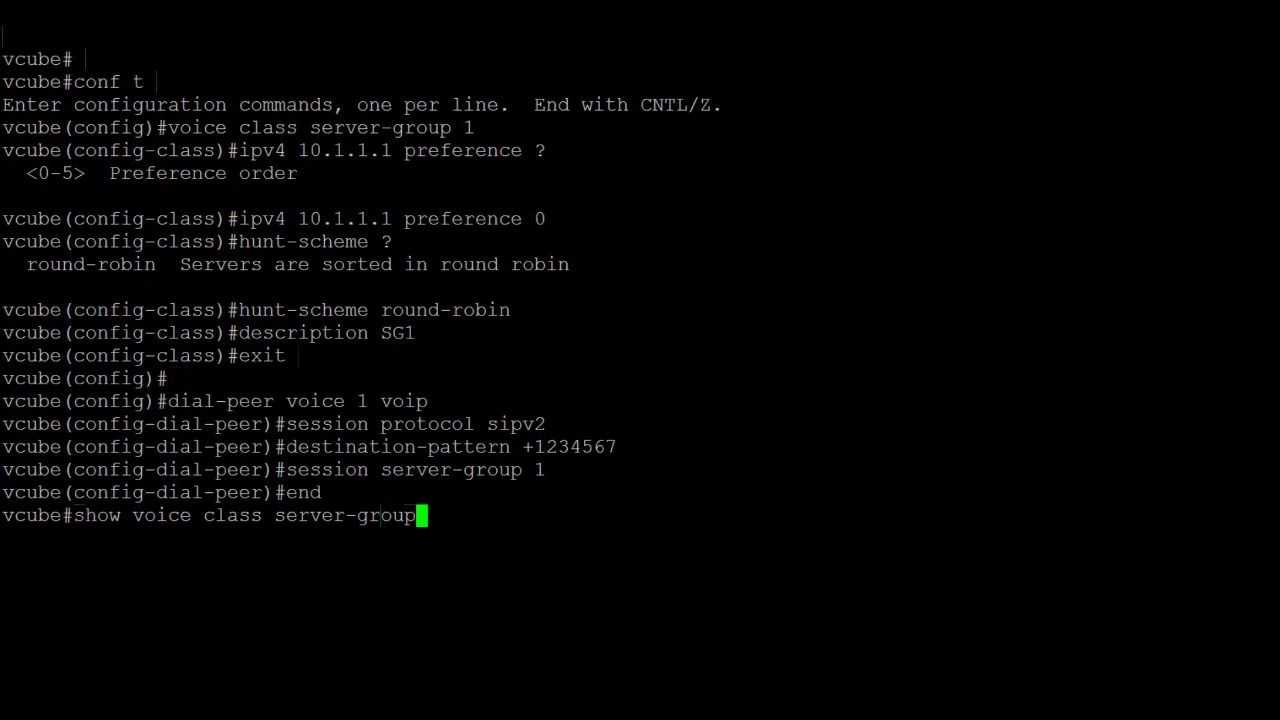 vcube#
vcube#conf t
Enter configuration commands, one per line.  End with CNTL/Z.
vcube(config)#voice class server-group 1
vcube(config-class)#ipv4 10.1.1.1 preference ?
  <0-5>  Preference order
vcube(config-class)#ipv4 10.1.1.1 preference 0
vcube(config-class)#hunt-scheme ?
  round-robin  Servers are sorted in round robin
vcube(config-class)#hunt-scheme round-robin
vcube(config-class)#description SG1
vcube(config-class)#exit
vcube(config)#
vcube(config)#dial-peer voice 1 voip
vcube(config-dial-peer)#session protocol sipv2
vcube(config-dial-peer)#destination-pattern +1234567
vcube(config-dial-peer)#session server-group 1
vcube(config-dial-peer)#end
vcube#show voice class server-group